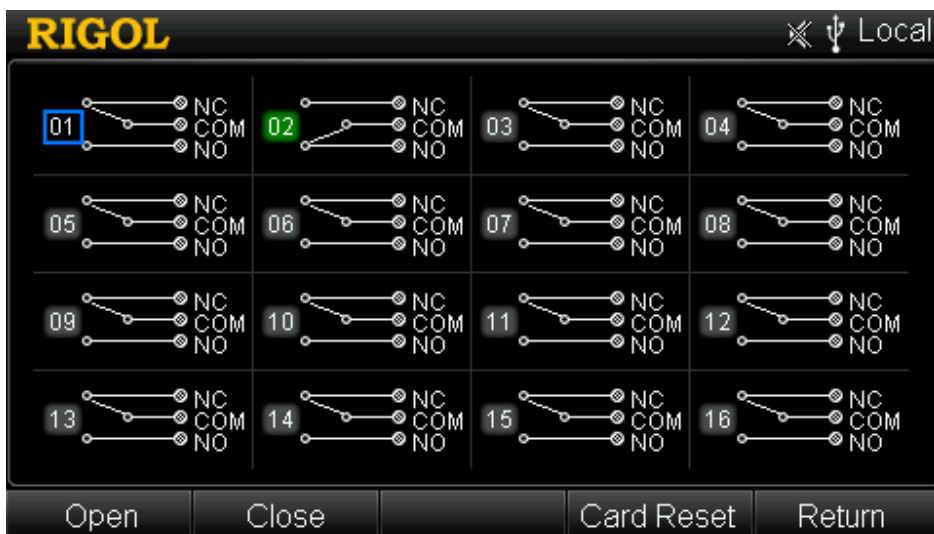 RIGOL Local
01 NC COM NO 02 NC COM NO 03 NC COM NO 04 NC COM NO
05 NC COM NO 06 NC COM NO 07 NC COM NO 08 NC COM NO
09 NC COM NO 10 NC COM NO 11 NC COM NO 12 NC COM NO
13 NC COM NO 14 NC COM NO 15 NC COM NO 16 NC COM NO
Open Close Card Reset Return